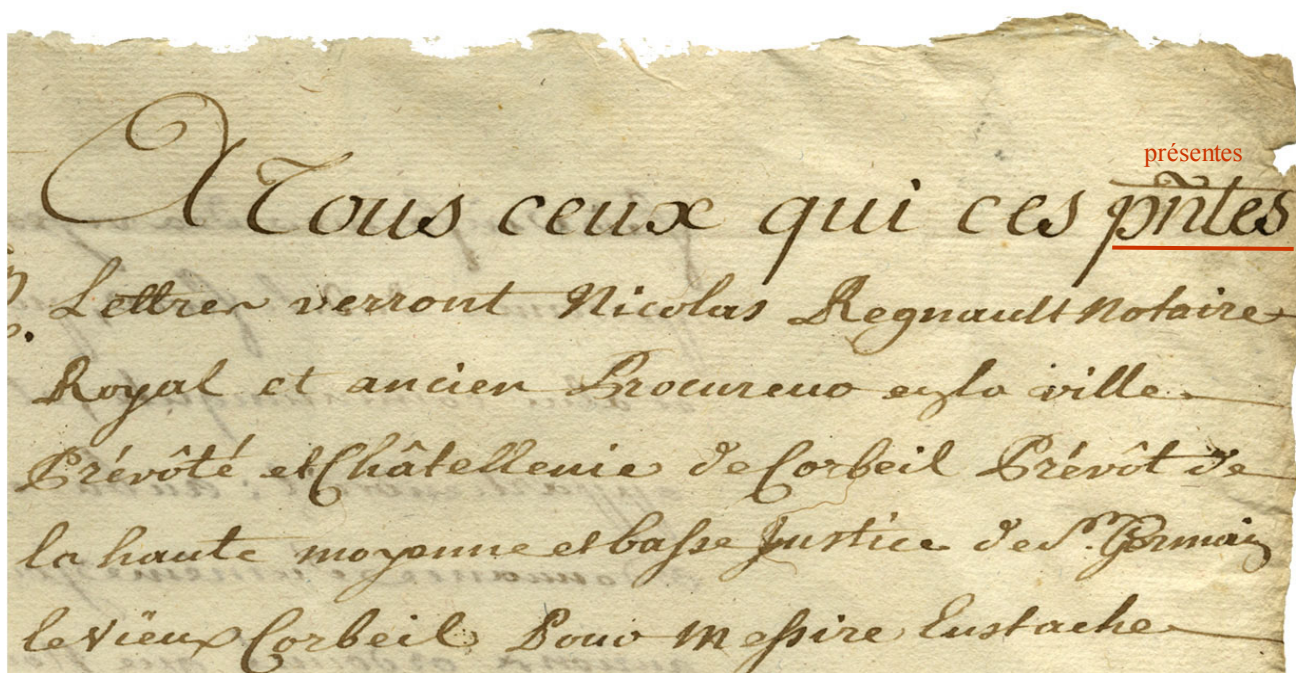 présentes
A Tous ceux qui ces pñtes
Lettres verront Nicolas Regnault Notaire
Royal et ancien Procureur en la ville
Prévôté et Châtellenie de Corbeil Prévôt de
la haute moyenne et basse Justice de St. Germain
le vieux Corbeil Pour Messire Eustache